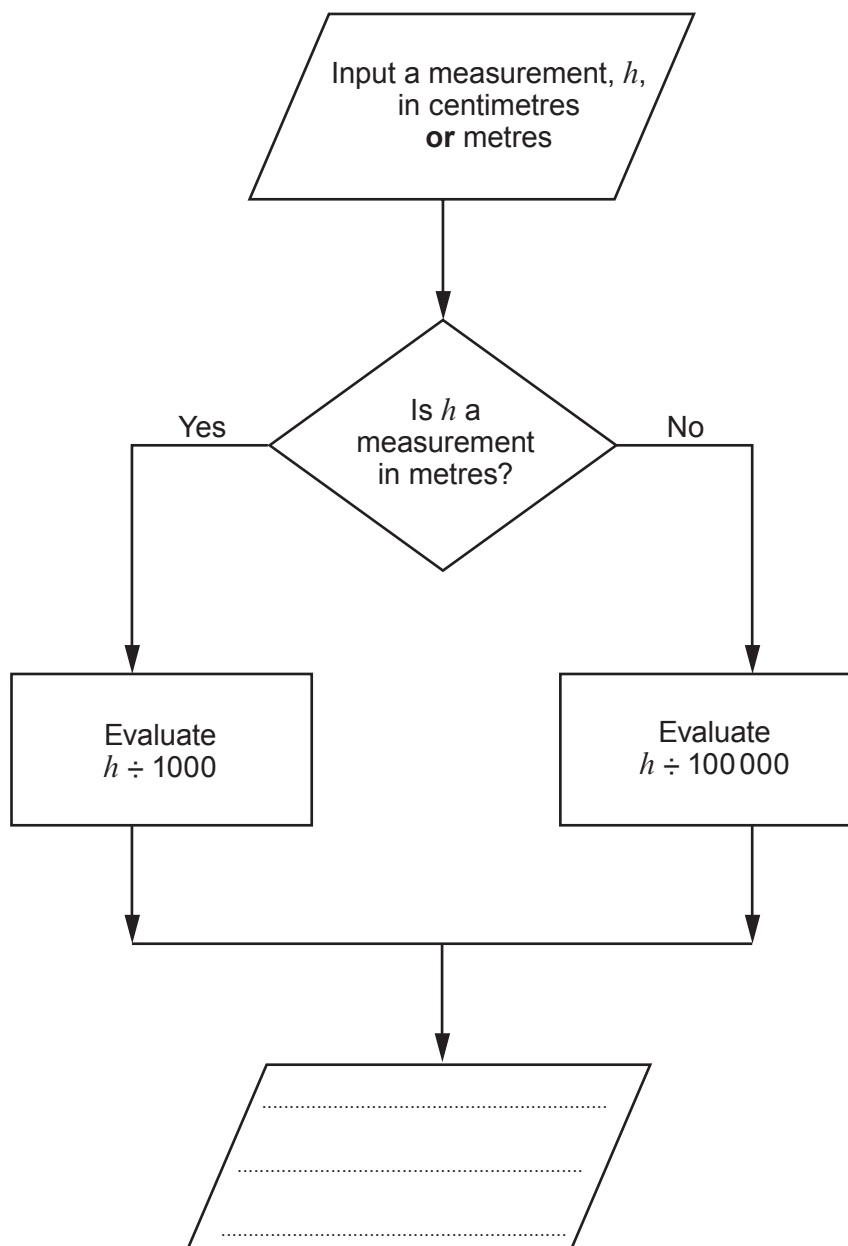 Input a measurement, h,
in centimetres
or metres
Yes
Is h a
measurement
in metres?
No
Evaluate
h ÷ 1000
Evaluate
h ÷ 100 000